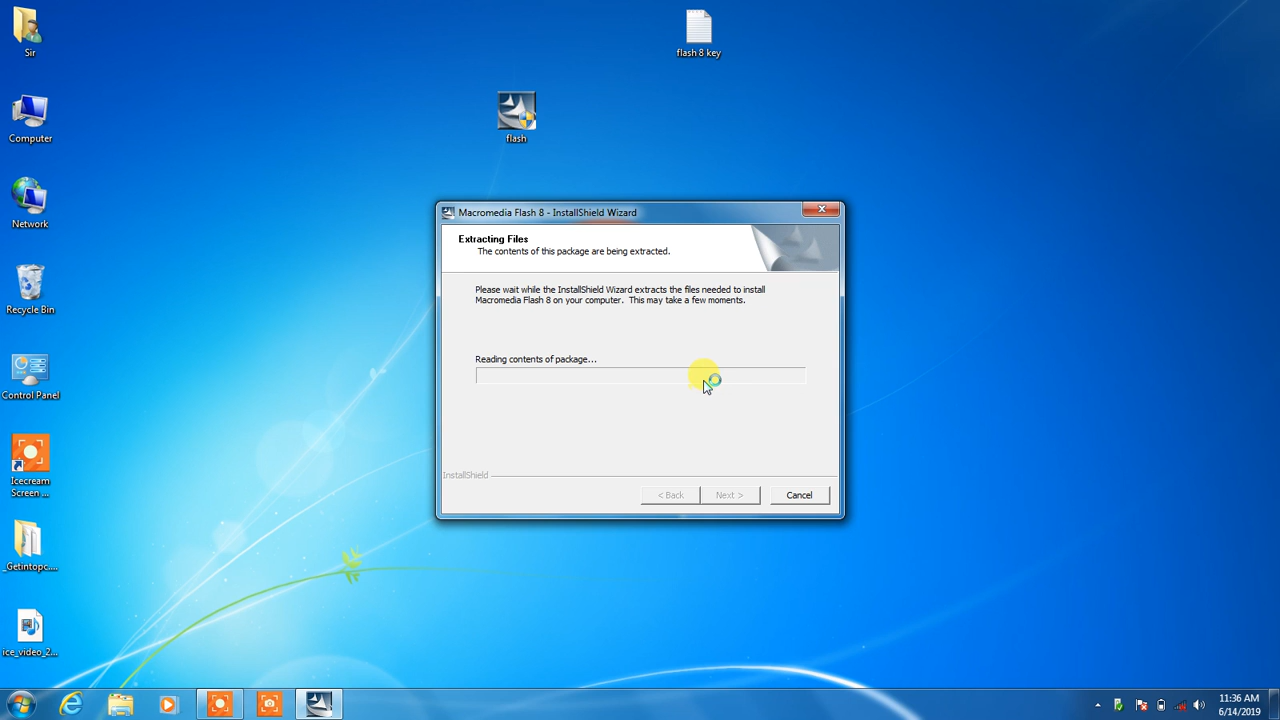 Sir
flash 8 key
Computer
flash
Network
Recycle Bin
Control Panel
Icecream
Screen ...
_Getintopc....
ice_video_2...
Macromedia Flash 8 - InstallShield Wizard
Extracting Files
The contents of this package are being extracted.
Please wait while the InstallShield Wizard extracts the files needed to install
Macromedia Flash 8 on your computer. This may take a few moments.
Reading contents of package...
InstallShield
< Back
Next >
Cancel
11:36 AM
6/14/2019